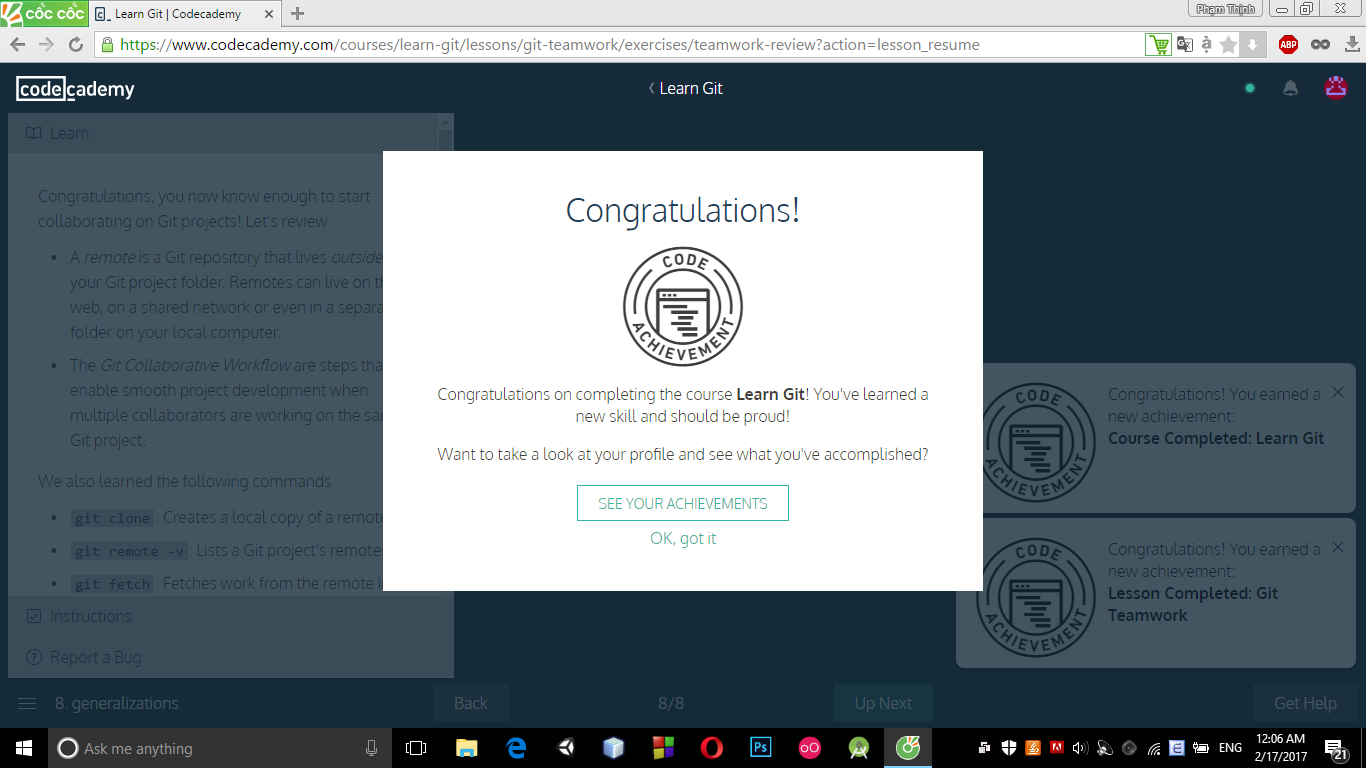 cốc cốc
Learn Git | Codecademy
Phạm Thịnh
https://www.codecademy.com/courses/learn-git/lessons/git-teamwork/exercises/teamwork-review?action=lesson_resume
ABP
codecademy
Learn Git
Learn
Congratulations, you now know enough to start
collaborating on Git projects! Let's review.
• A remote is a Git repository that lives outside
your Git project folder. Remotes can live on th
web, on a shared network or even in a separa
folder on your local computer.
• The Git Collaborative Workflow are steps tha
enable smooth project development when
multiple collaborators are working on the sa
Git project.
We also learned the following commands
• git clone: Creates a local copy of a remot
• git remote -v: Lists a Git project's remotes
• git fetch: Fetches work from the remote i
Instructions
Report a Bug
Congratulations!
CODE
ACHIEVEMENT
Congratulations on completing the course Learn Git! You've learned a
new skill and should be proud!
Want to take a look at your profile and see what you've accomplished?
SEE YOUR ACHIEVEMENTS
OK, got it
CODE
ACHIEVEMENT
Congratulations! You earned a
new achievement:
Course Completed: Learn Git
CODE
ACHIEVEMENT
Congratulations! You earned a
new achievement:
Lesson Completed: Git
Teamwork
8. generalizations
Back
8/8
Up Next
Get Help
Ask me anything
Ps
ENG
12:06 AM
2/17/2017
21